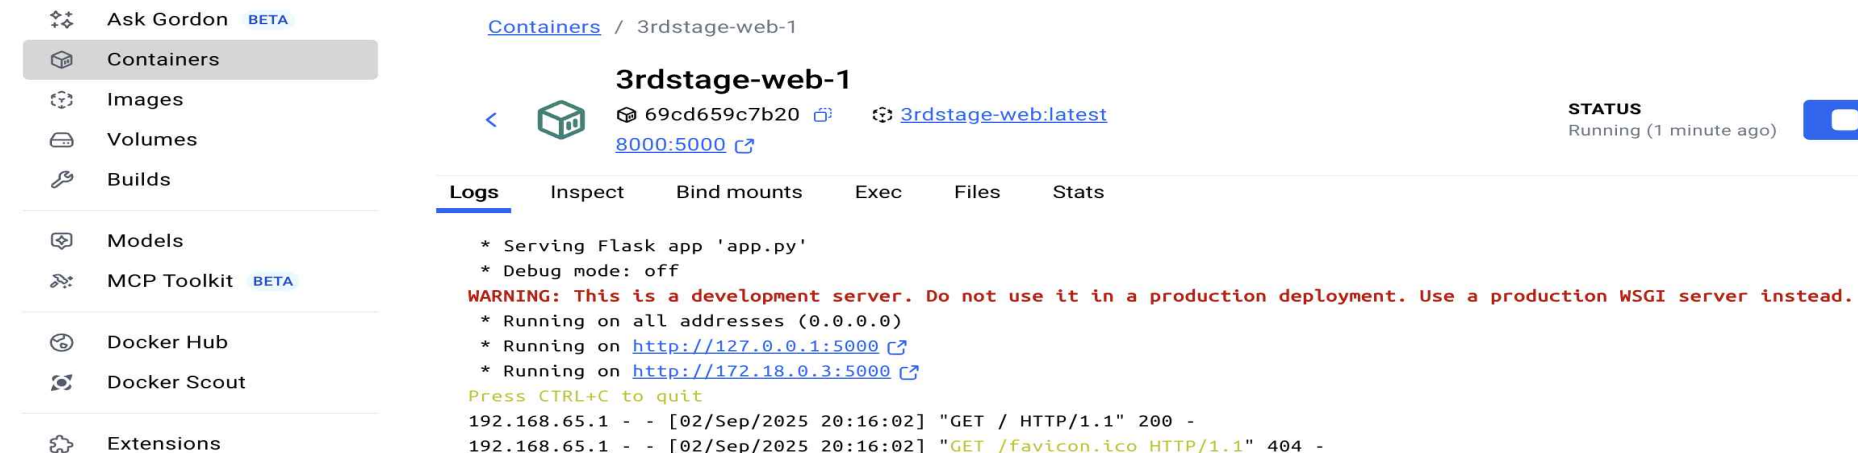 Ask Gordon BETA
Containers
Images
Volumes
Builds
Models
MCP Toolkit BETA
Docker Hub
Docker Scout
Extensions
Containers / 3rdstage-web-1
3rdstage-web-1
69cd659c7b20 3rdstage-web:latest
8000:5000
STATUS
Running (1 minute ago)
Logs Inspect Bind mounts Exec Files Stats
* Serving Flask app 'app.py'
* Debug mode: off
WARNING: This is a development server. Do not use it in a production deployment. Use a production WSGI server instead.
* Running on all addresses (0.0.0.0)
* Running on http://127.0.0.1:5000
* Running on http://172.18.0.3:5000
Press CTRL+C to quit
192.168.65.1 - - [02/Sep/2025 20:16:02] "GET / HTTP/1.1" 200 -
192.168.65.1 - - [02/Sep/2025 20:16:02] "GET /favicon.ico HTTP/1.1" 404 -